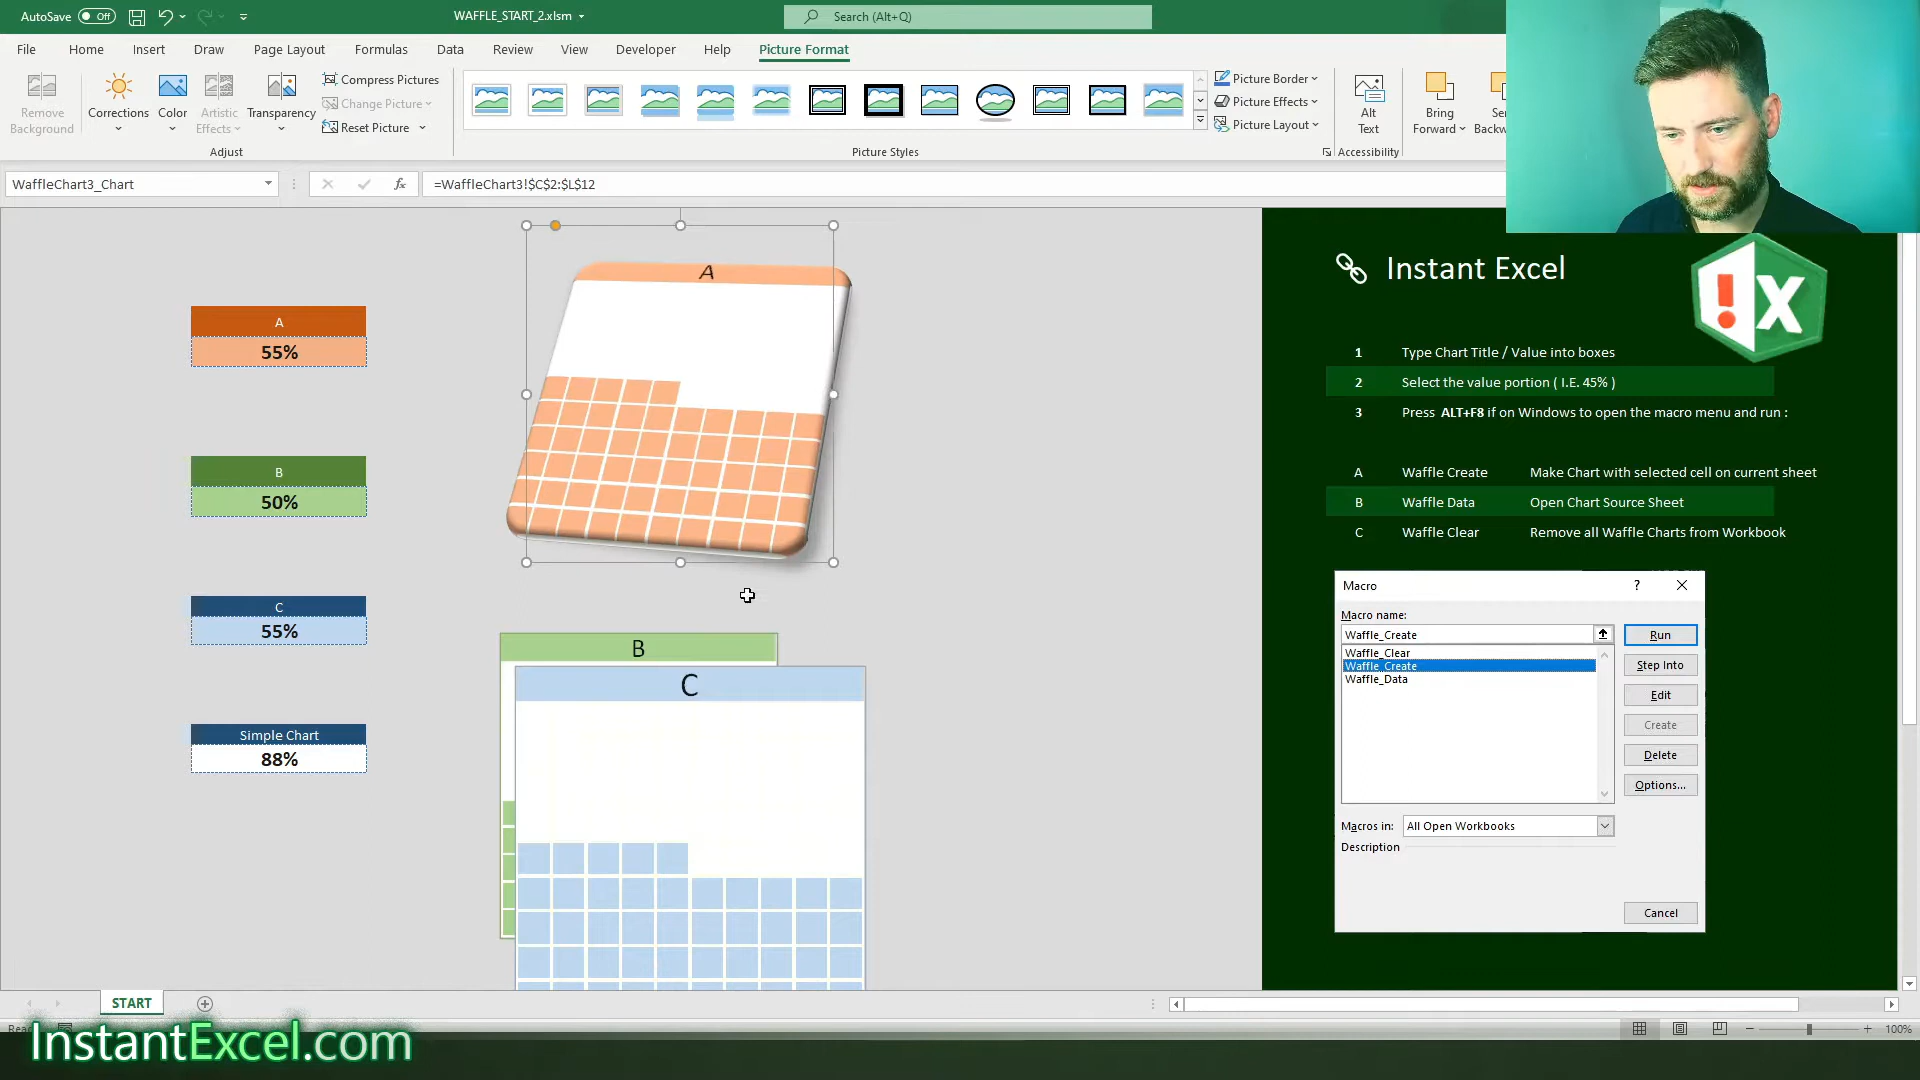 AutoSave Off
WAFFLE_START_2.xlsm
Search (Alt+Q)
File Home Insert Draw Page Layout Formulas Data Review View Developer Help Picture Format
Remove Background
Corrections
Color
Artistic Effects
Transparency
Compress Pictures
Change Picture
Reset Picture
Adjust
Picture Styles
Picture Border
Picture Effects
Picture Layout
Alt Text
Accessibility
Bring Forward
WaffleChart3_Chart
fx
=WaffleChart3!$C$2:$L$12
A
55%
B
50%
C
55%
Simple Chart
88%
A
B
C
Instant Excel
! X
1 Type Chart Title / Value into boxes
2 Select the value portion ( I.E. 45% )
3 Press ALT+F8 if on Windows to open the macro menu and run :
A Waffle Create Make Chart with selected cell on current sheet
B Waffle Data Open Chart Source Sheet
C Waffle Clear Remove all Waffle Charts from Workbook
Macro ?
Macro name:
Waffle_Create
Waffle_Clear
Waffle_Create
Waffle_Data
Run
Step Into
Edit
Create
Delete
Options...
Macros in: All Open Workbooks
Description
Cancel
START
InstantExcel.com
100%